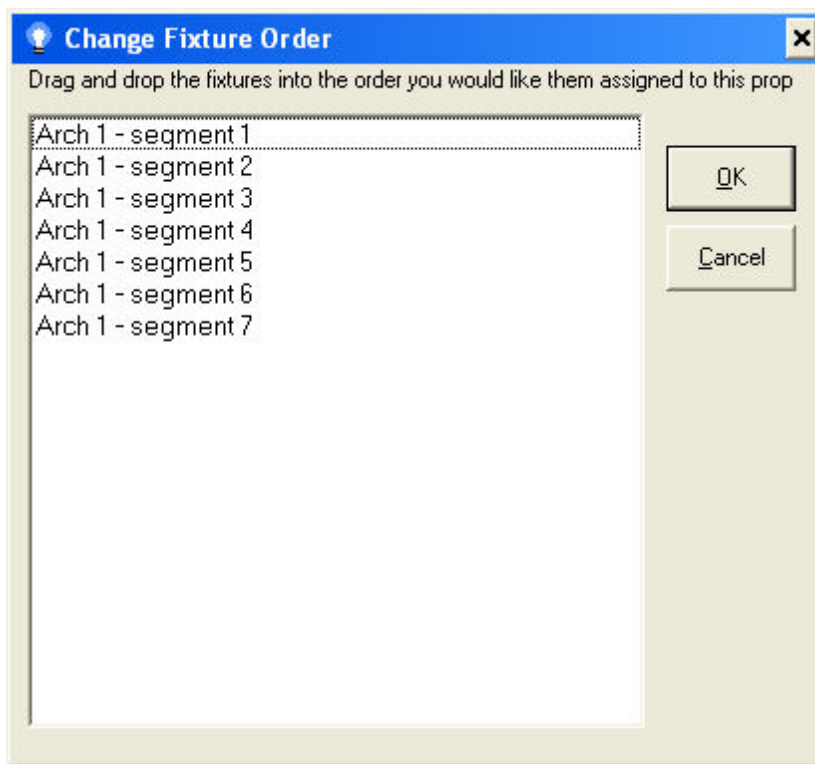 Change Fixture Order
Drag and drop the fixtures into the order you would like them assigned to this prop
Arch 1 - segment 1
Arch 1 - segment 2
Arch 1 - segment 3
Arch 1 - segment 4
Arch 1 - segment 5
Arch 1 - segment 6
Arch 1 - segment 7
OK
Cancel